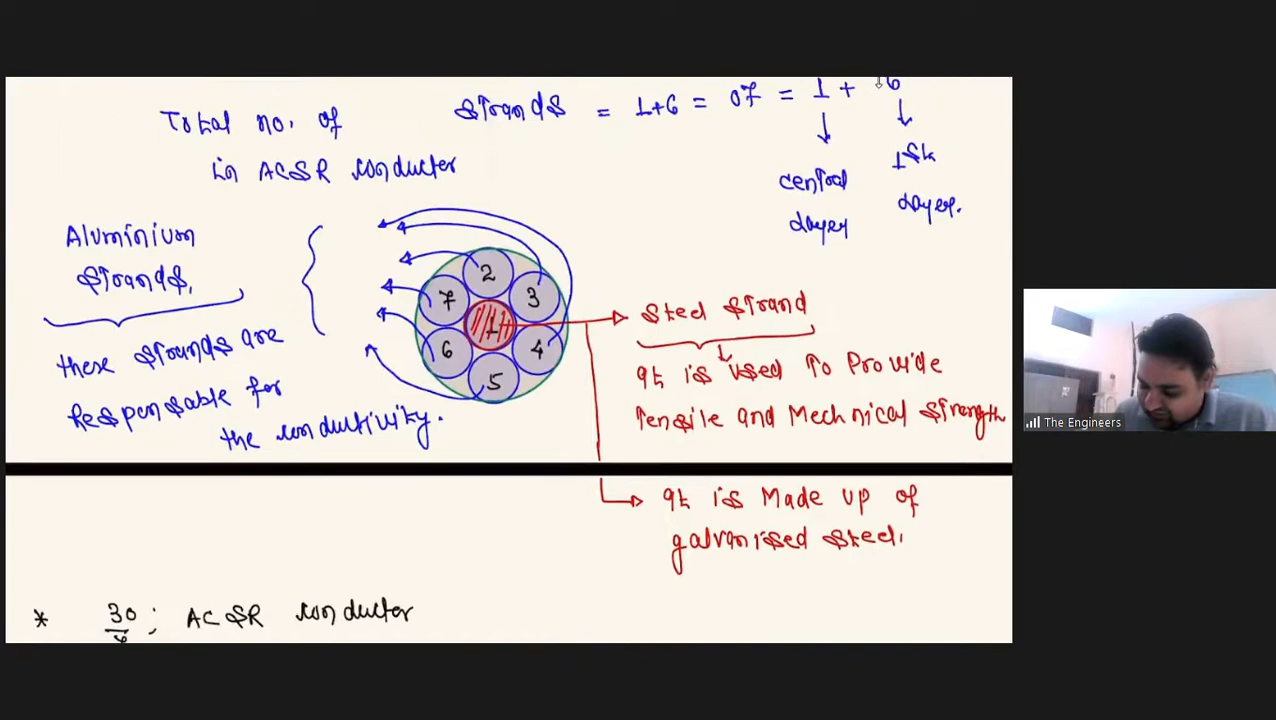 Total no. of strands = 1+6 = 07 = 1 + 6
in ACSR conductor
central layer
1st layer.
Aluminium
strands,
these strands are
Responsable for
the conductivity.
2
7
3
1
6
4
5
Steel strand
It is used To Provide
Tensile and Mechnical strength
It is Made up of
galvanised steel.
* 30/ ; ACSR conductor
The Engineers